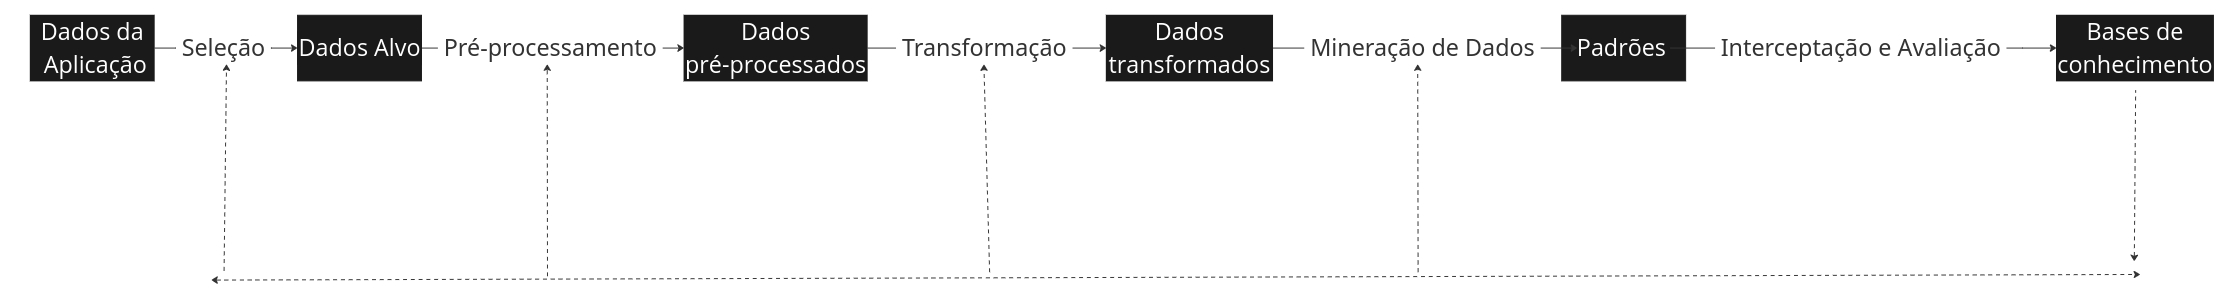 Dados da
Aplicação
Seleção
Dados Alvo
Pré-processamento
Dados
pré-processados
Transformação
Dados
transformados
Mineração de Dados
Padrões
Interceptação e Avaliação
Bases de
conhecimento